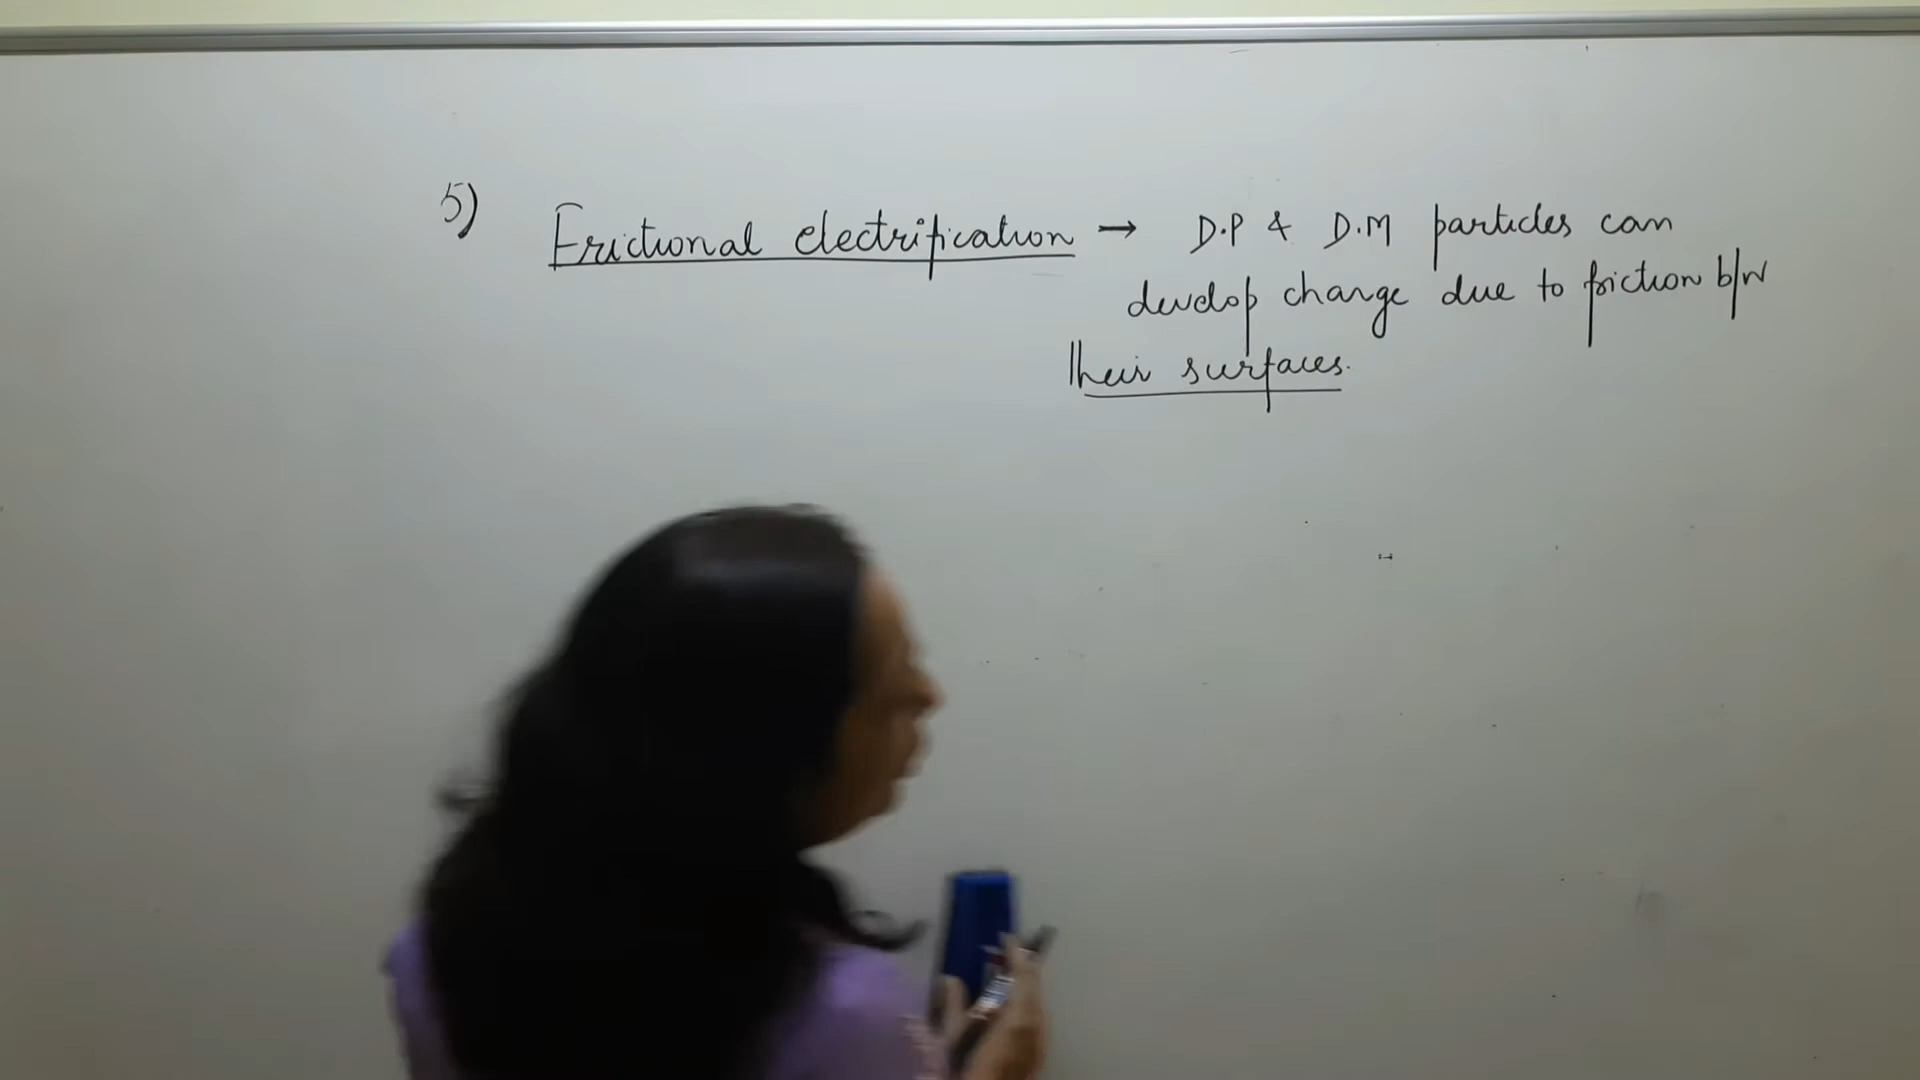 5) Frictional electrification → D.P & D.M particles can
develop charge due to friction b/w
their surfaces.